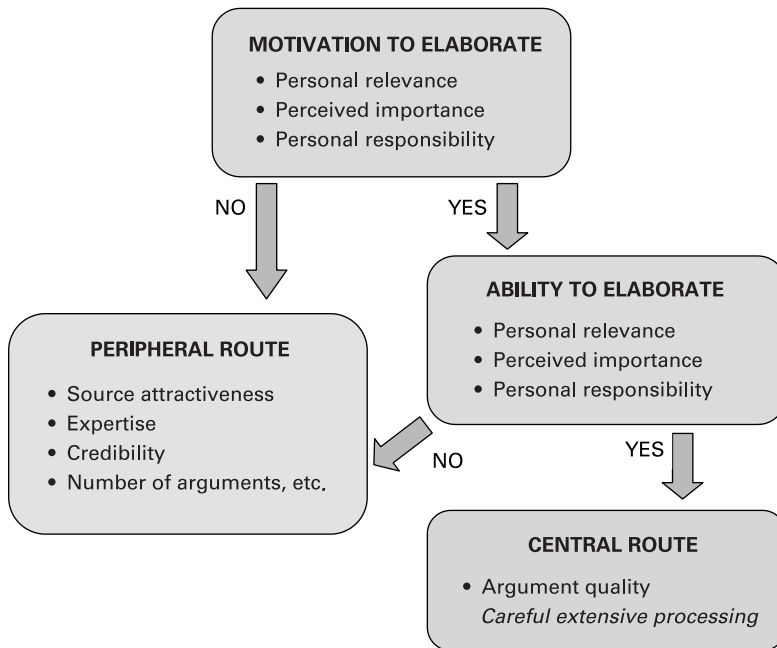 MOTIVATION TO ELABORATE
• Personal relevance
• Perceived importance
• Personal responsibility
NO
YES
ABILITY TO ELABORATE
• Personal relevance
• Perceived importance
• Personal responsibility
PERIPHERAL ROUTE
• Source attractiveness
• Expertise
• Credibility
• Number of arguments, etc.
NO
YES
CENTRAL ROUTE
• Argument quality
Careful extensive processing